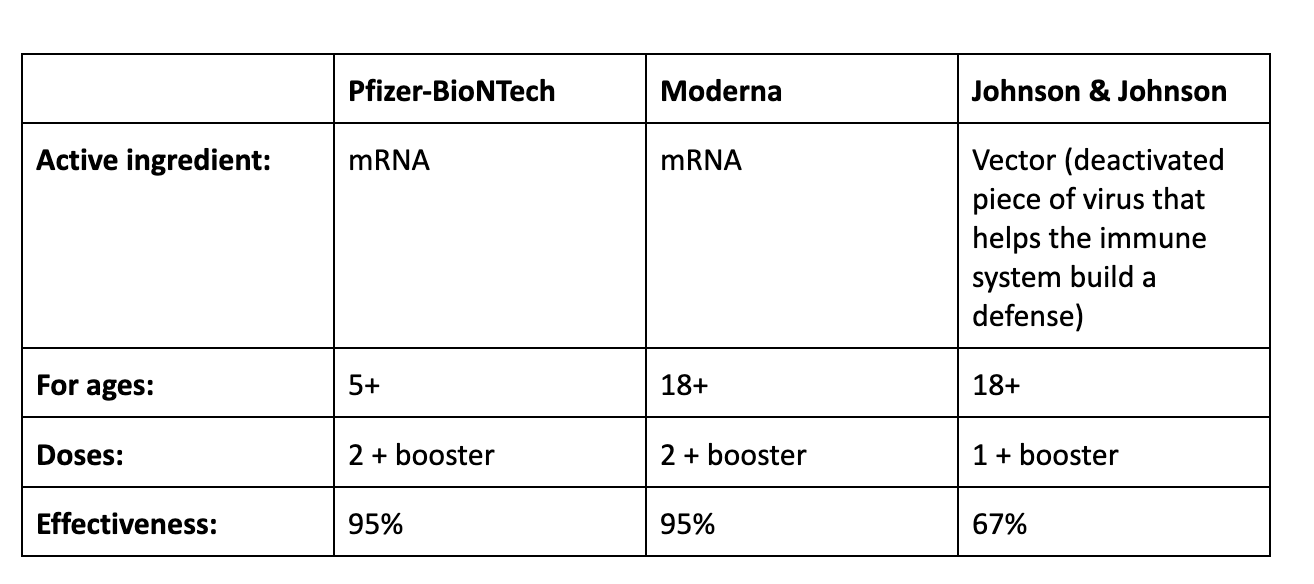 Pfizer-BioNTech Moderna Johnson & Johnson
Active ingredient: mRNA mRNA Vector (deactivated
piece of virus that
helps the immune
system build a
defense)
For ages: 5+ 18+ 18+
Doses: 2 + booster 2 + booster 1 + booster
Effectiveness: 95% 95% 67%